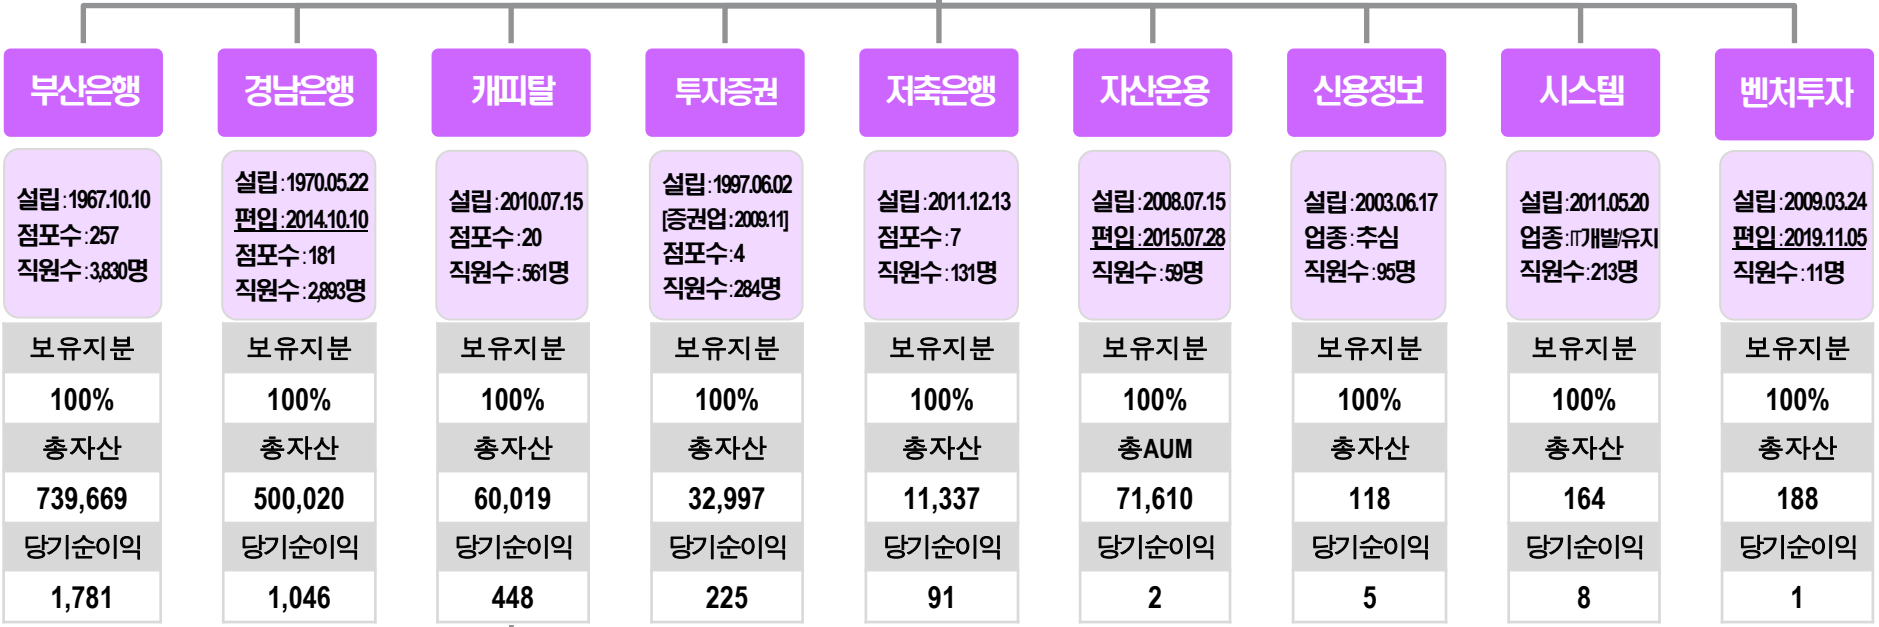 부산은행
설립:1967.10.10
점포수:257
직원수:3,830명
보유지분
100%
총자산
739,669
당기순이익
1,781
경남은행
설립:1970.05.22
편입:2014.10.10
점포수:181
직원수:2,893명
보유지분
100%
총자산
500,020
당기순이익
1,046
캐피탈
설립:2010.07.15
점포수:20
직원수:561명
보유지분
100%
총자산
60,019
당기순이익
448
투자증권
설립:1997.06.02
[증권업:2009.11]
점포수:4
직원수:284명
보유지분
100%
총자산
32,997
당기순이익
225
저축은행
설립:2011.12.13
점포수:7
직원수:131명
보유지분
100%
총자산
11,337
당기순이익
91
자산운용
설립:2008.07.15
편입:2015.07.28
직원수:59명
보유지분
100%
총AUM
71,610
당기순이익
2
신용정보
설립:2003.06.17
업종:추심
직원수:95명
보유지분
100%
총자산
118
당기순이익
5
시스템
설립:2011.05.20
업종:IT개발/유지
직원수:213명
보유지분
100%
총자산
164
당기순이익
8
벤처투자
설립:2009.03.24
편입:2019.11.05
직원수:11명
보유지분
100%
총자산
188
당기순이익
1